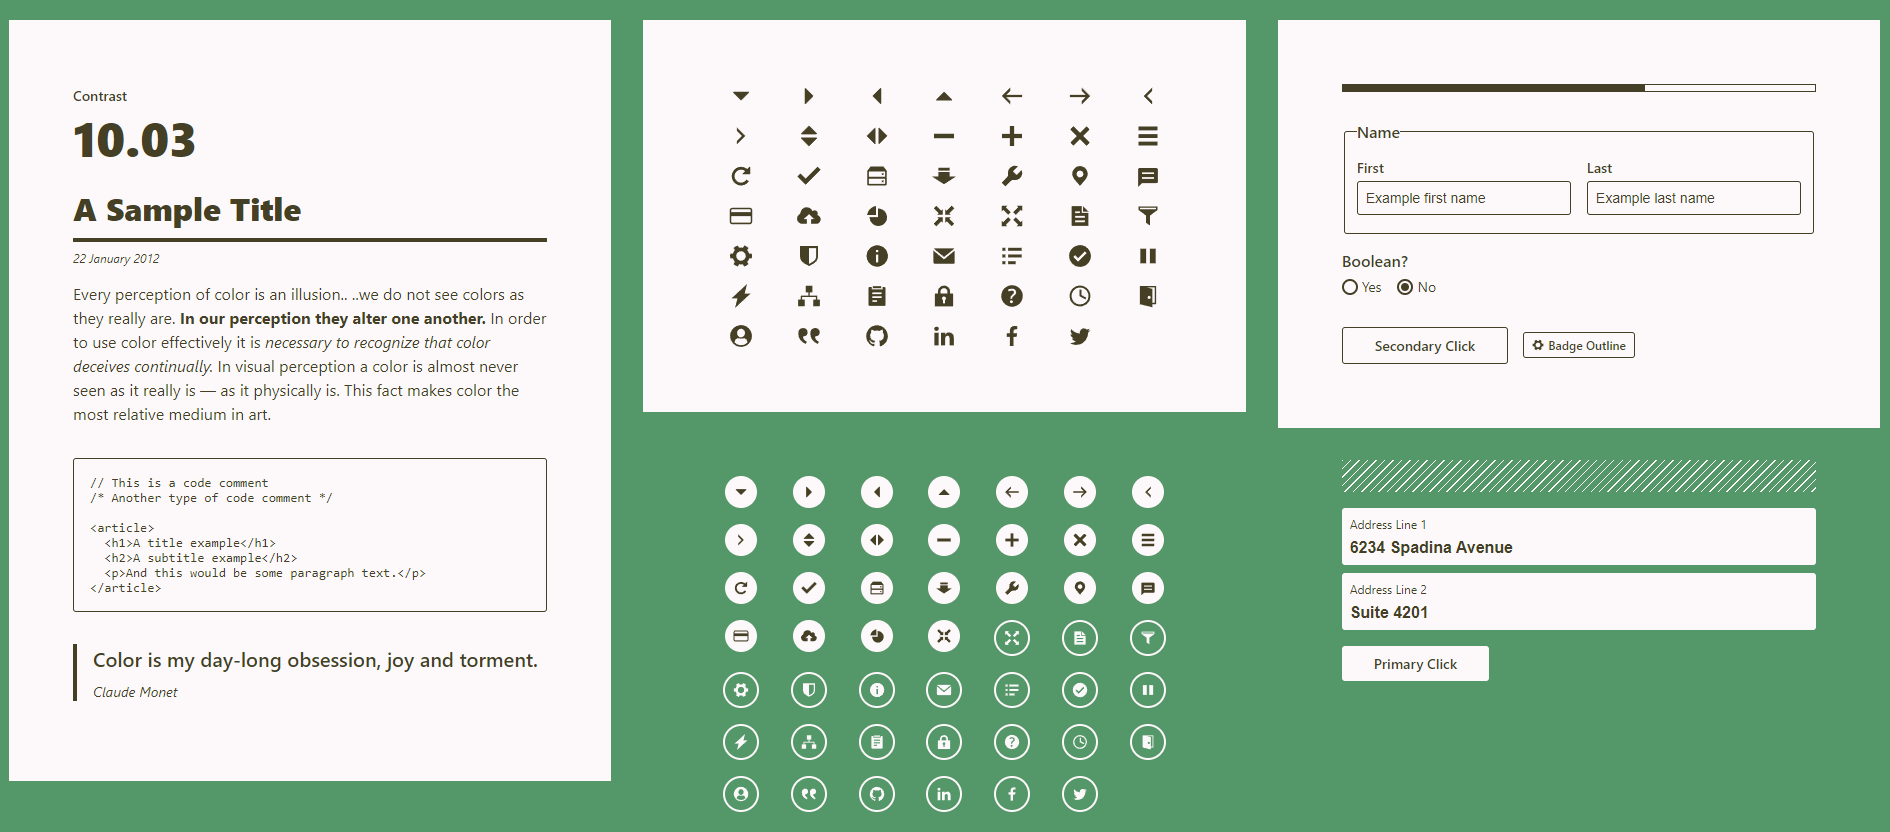 Contrast
10.03
A Sample Title
22 January 2012
Every perception of color is an illusion.. ..we do not see colors as
they really are. In our perception they alter one another. In order
to use color effectively it is necessary to recognize that color
deceives continually. In visual perception a color is almost never
seen as it really is — as it physically is. This fact makes color the
most relative medium in art.
// This is a code comment
/* Another type of code comment */
<article>
  <h1>A title example</h1>
  <h2>A subtitle example</h2>
  <p>And this would be some paragraph text.</p>
</article>
Color is my day-long obsession, joy and torment.
Claude Monet
Name
First
Last
Example first name
Example last name
Boolean?
Yes
No
Secondary Click
Badge Outline
Address Line 1
6234 Spadina Avenue
Address Line 2
Suite 4201
Primary Click